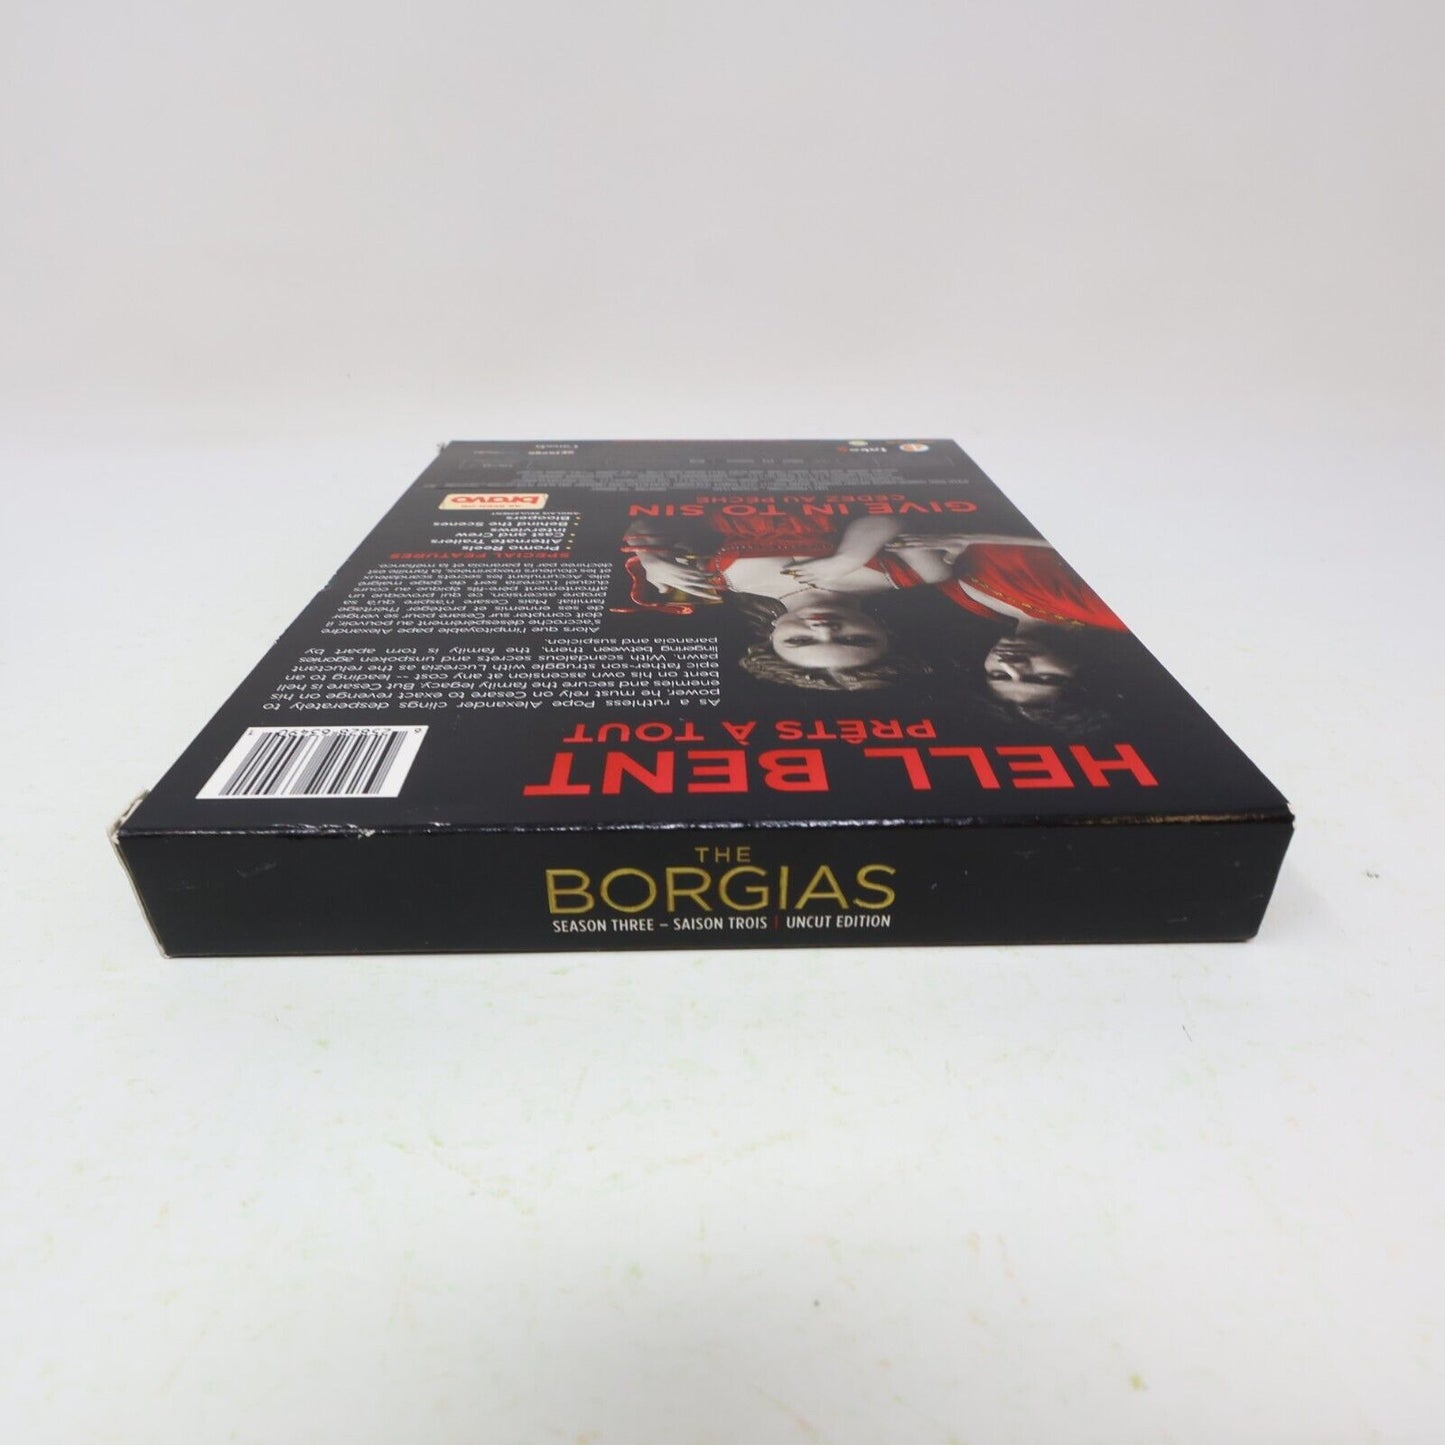 HELL BENT
PRÊTS À TOUT
As a ruthless Pope Alexander clings desperately to
power, he must rely on Cesare to exact revenge on his
enemies and secure the family legacy. But Cesare is hell
bent on his own ascension at any cost -- leading to an
epic father-son struggle with Lucrezia as the reluctant
pawn. With scandalous secrets and unspoken agonies
lingering between them, the family is torn apart by
paranoia and suspicion.
Alors que l'impitoyable pape Alexandre
s'accroche désespérément au pouvoir, il
doit compter sur Cesare pour se venger
de ses ennemis et protéger l'héritage
familial. Mais Cesare n'aspire qu'à sa
propre ascension, ce qui provoque un
affrontement père-fils épique au cours
duquel Lucrezia sert de gage malgré
elle. Accumulant les secrets scandaleux
et les douleurs inexprimées, la famille est
déchirée par la paranoïa et la méfiance.
SPECIAL FEATURES
• Promo Reels
• Alternate Trailers
• Cast and Crew
Interviews
• Behind the Scenes
• Bloopers
ANGLAIS SEULEMENT
AS SEEN ON
bravo
GIVE IN TO SIN
CÉDEZ AU PÉCHÉ
THE
BORGIAS
SEASON THREE – SAISON TROIS | UNCUT EDITION